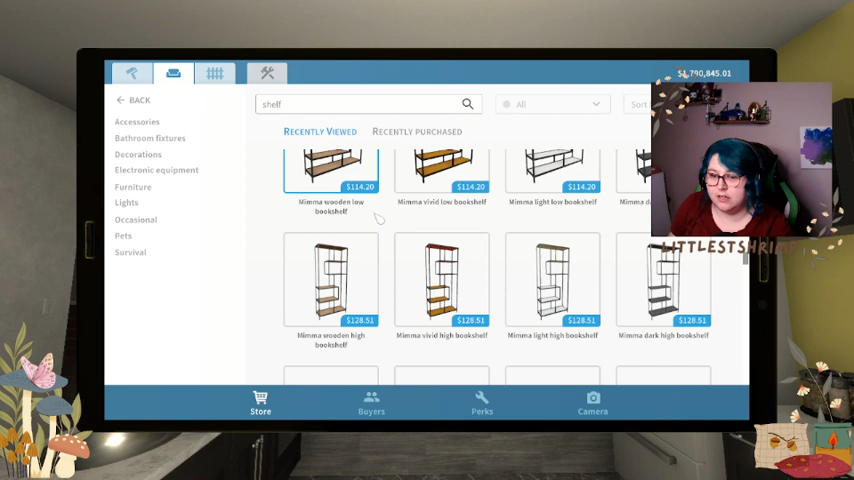 $1,790,845.01
BACK
shelf
All
Sort
RECENTLY VIEWED
RECENTLY PURCHASED
Accessories
Bathroom fixtures
Decorations
Electronic equipment
Furniture
Lights
Occasional
Pets
Survival
$114.20
$114.20
$114.20
Mimma wooden low
bookshelf
Mimma vivid low bookshelf
Mimma light low bookshelf
LITTLESTSHRIMP
$128.51
$128.51
$128.51
$128.51
Mimma wooden high
bookshelf
Mimma vivid high bookshelf
Mimma light high bookshelf
Mimma dark high bookshelf
Store
Buyers
Perks
Camera